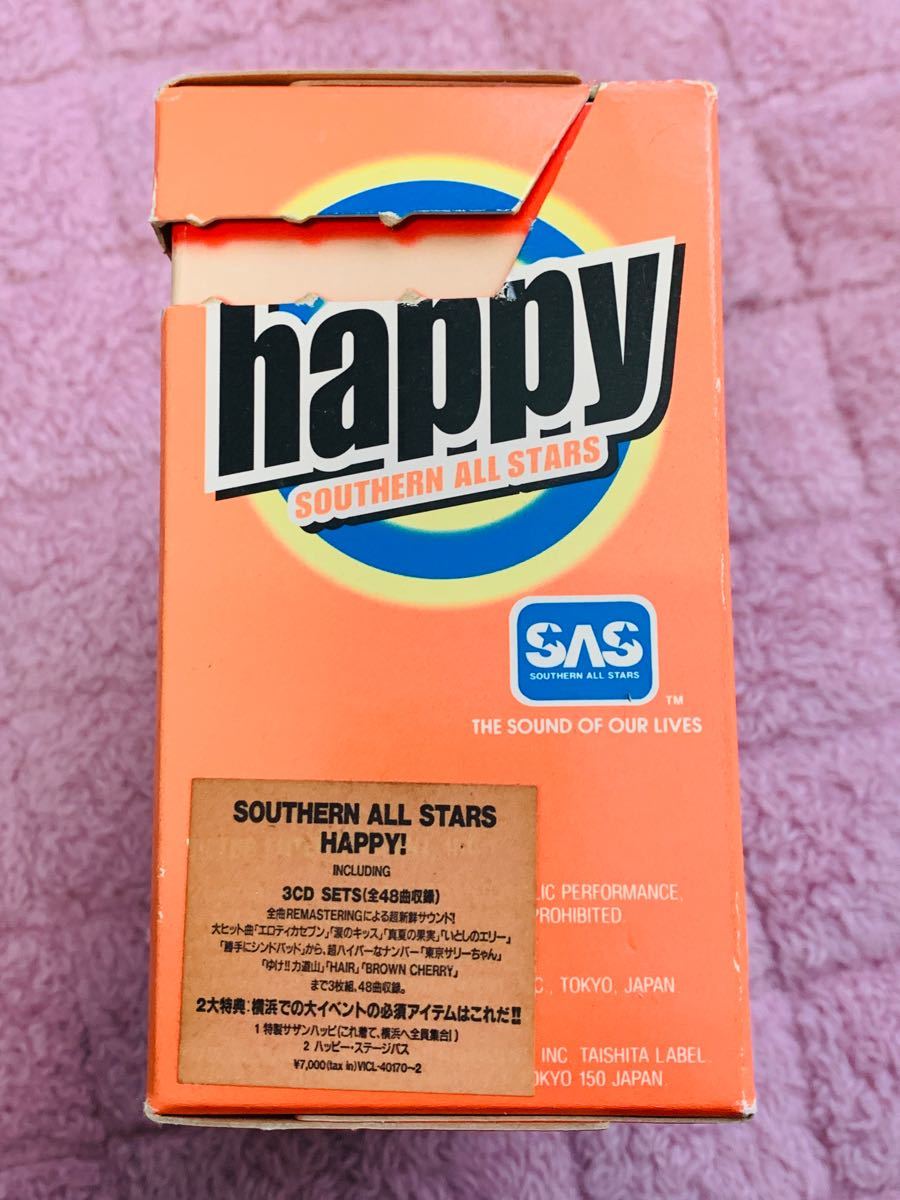 happy
SOUTHERN ALL STARS
SAS
SOUTHERN ALL STARS
TM
THE SOUND OF OUR LIVES
SOUTHERN ALL STARS
HAPPY!
INCLUDING
3CD SETS(全48曲収録)
全曲REMASTERINGによる超新鮮サウンド!
大ヒット曲「エロティカセブン」「涙のキッス」「真夏の果実」「いとしのエリー」
「勝手にシンドバッド」から、超ハイパーなナンバー「東京サリーちゃん」
「ゆけ!!力道山」「HAIR」「BROWN CHERRY」
まで3枚組、48曲収録。
2大特典:横浜での大イベントの必須アイテムはこれだ!!
1 特製サザンハッピ(これ着て、横浜へ全員集合!)
2 ハッピー・ステージパス
¥7,000(tax in)VICL-40170~2
LIC PERFORMANCE,
PROHIBITED.
C., TOKYO, JAPAN
INC. TAISHITA LABEL
OKYO 150 JAPAN.